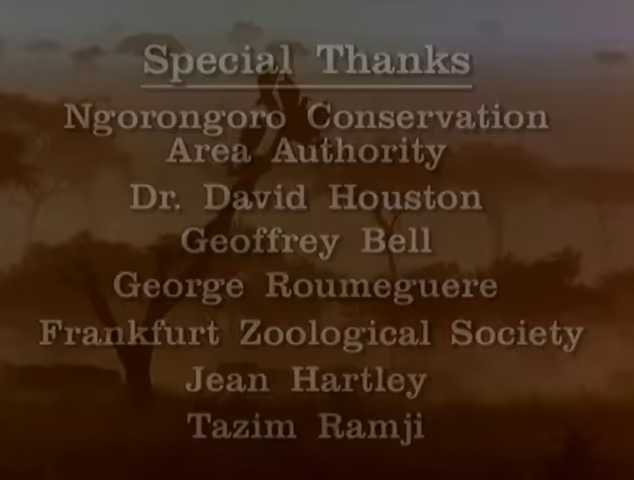 Special Thanks
Ngorongoro Conservation
Area Authority
Dr. David Houston
Geoffrey Bell
George Roumeguere
Frankfurt Zoological Society
Jean Hartley
Tazim Ramji